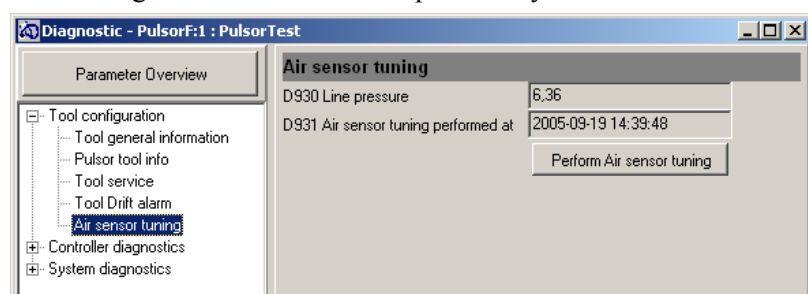 Diagnostic - PulsorF:1 : PulsorTest
Parameter Overview
Tool configuration
Tool general information
Pulsor tool info
Tool service
Tool Drift alarm
Air sensor tuning
Controller diagnostics
System diagnostics
Air sensor tuning
D930 Line pressure 6,36
D931 Air sensor tuning performed at 2005-09-19 14:39:48
Perform Air sensor tuning